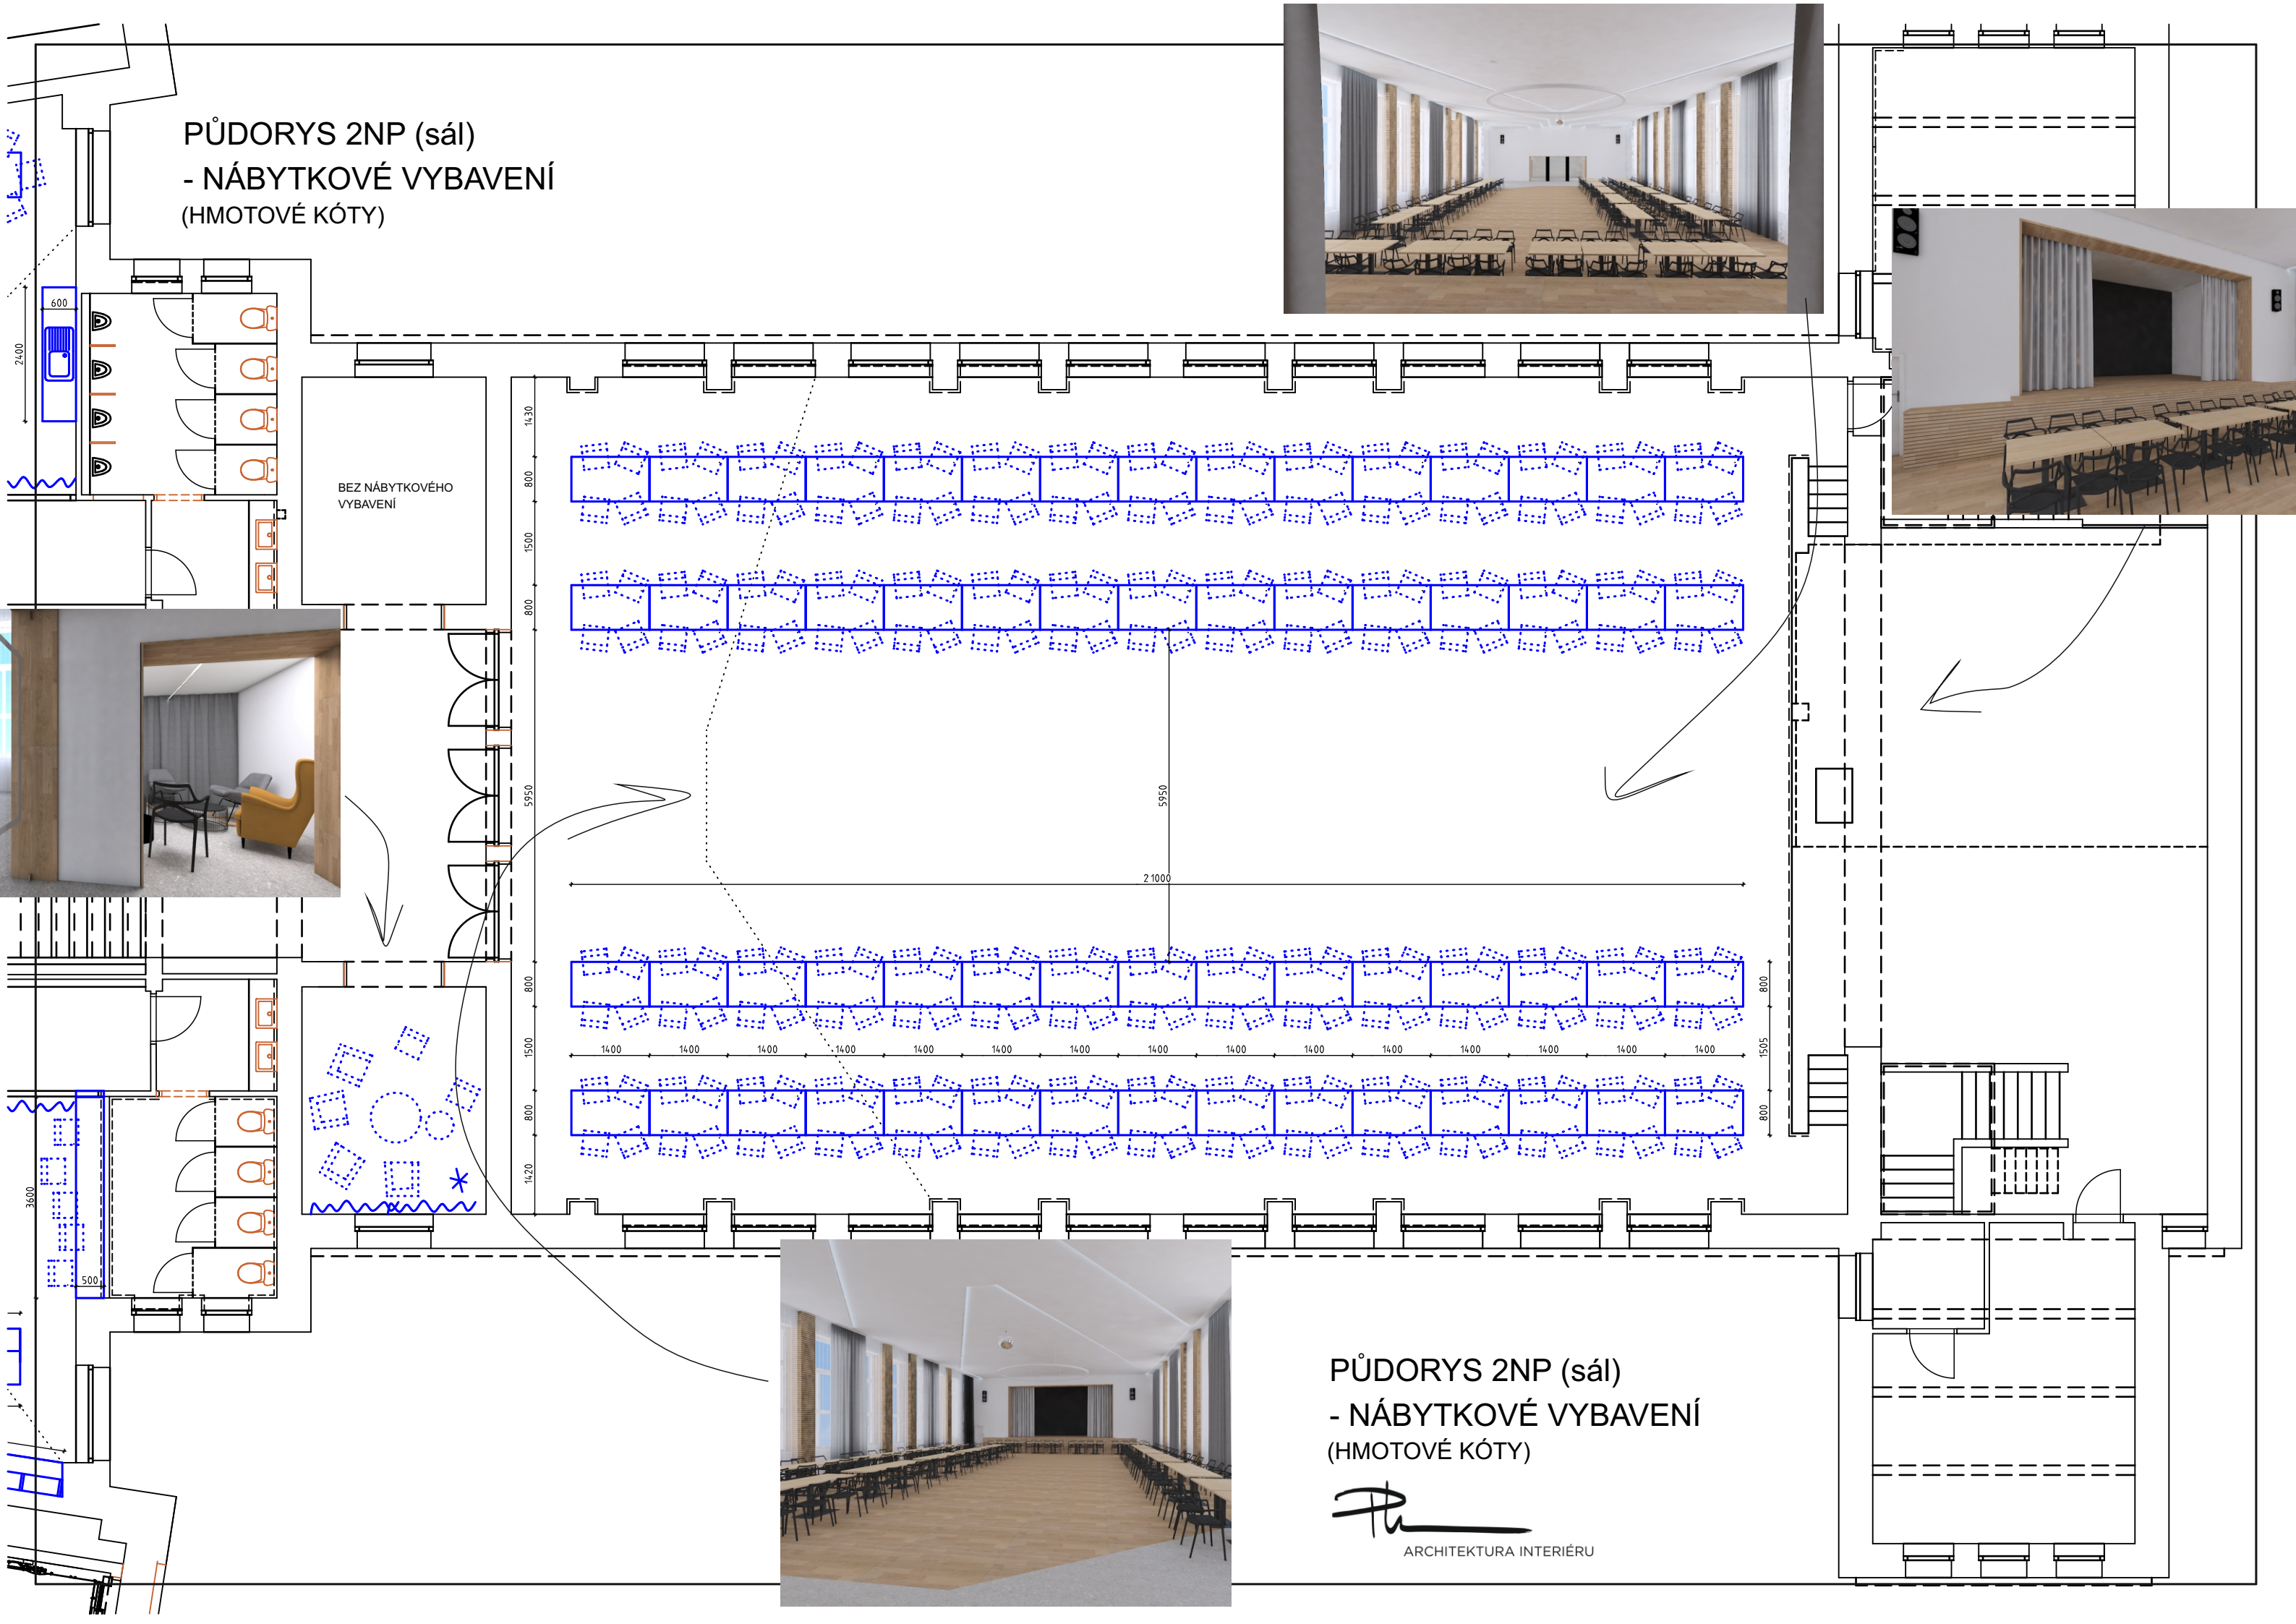 PŮDORYS 2NP (sál)
- NÁBYTKOVÉ VYBAVENÍ
(HMOTOVÉ KÓTY)
600
2400
BEZ NÁBYTKOVÉHO
VYBAVENÍ
1430
800
1500
800
5950
5950
21000
800
800
1500
1400 1400 1400 1400 1400 1400 1400 1400 1400 1400 1400 1400 1400 1400 1400
1505
800
800
1420
3600
500
PŮDORYS 2NP (sál)
- NÁBYTKOVÉ VYBAVENÍ
(HMOTOVÉ KÓTY)
ARCHITEKTURA INTERIÉRU